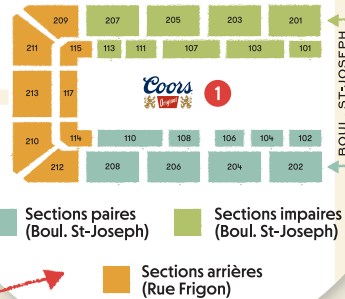 209 207 205 203 201
211 115 113 111 107 103 101
213 117
Coors
Original
1
210 114 110 108 106 104 102
212 208 206 204 202
BOUL. ST-JOSEPH
Sections paires
(Boul. St-Joseph)
Sections impaires
(Boul. St-Joseph)
Sections arrières
(Rue Frigon)